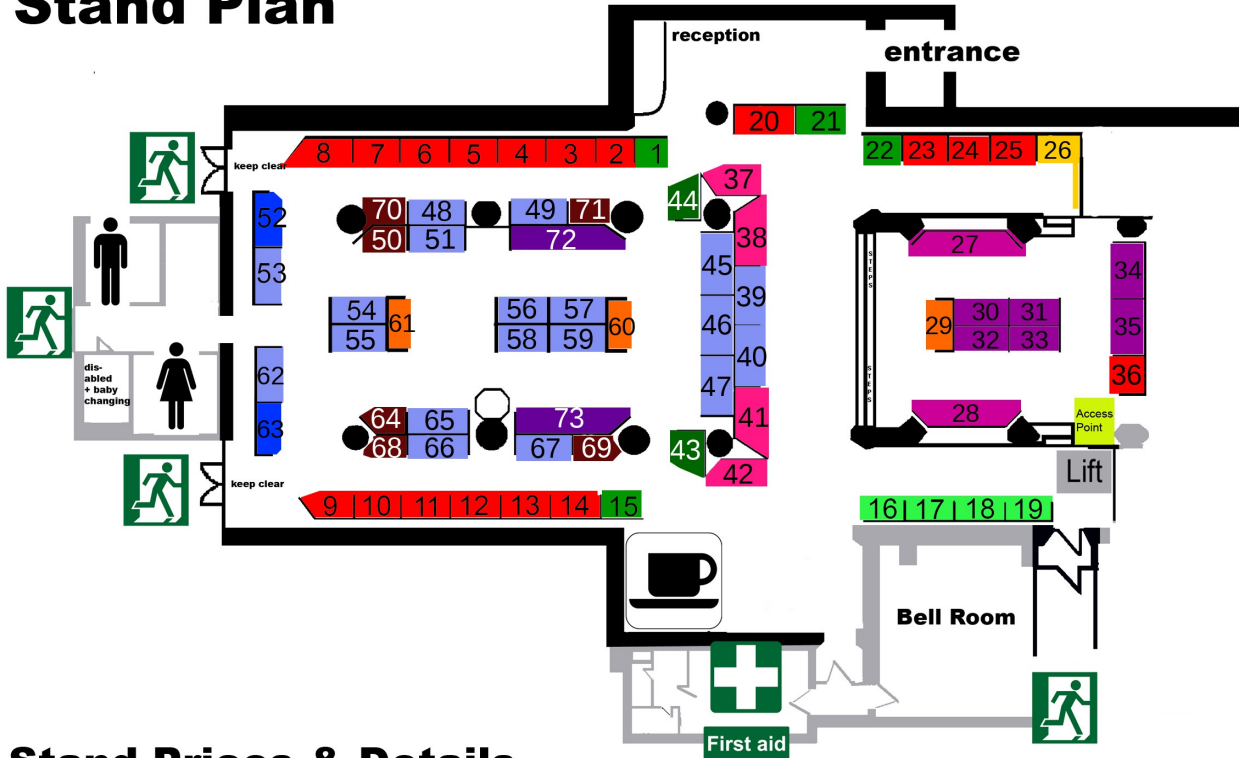 Stand Plan
reception
entrance
20 21
keep clear
8 7 6 5 4 3 2 1
22 23 24 25 26
37
44
52
70 48 49 71
50 51 72
38
27
STEPS
53
45
39
34
54 56 57
61 60
55 58 59
46
29 30 31
32 33
35
40
dis-
abled
+ baby
changing
62
47
36
63
64 65 73
68 66 67 69
41
28
Access
Point
STEPS
43
42
Lift
keep clear
9 10 11 12 13 14 15
16 17 18 19
Bell Room
First aid
Stand Prices & Details